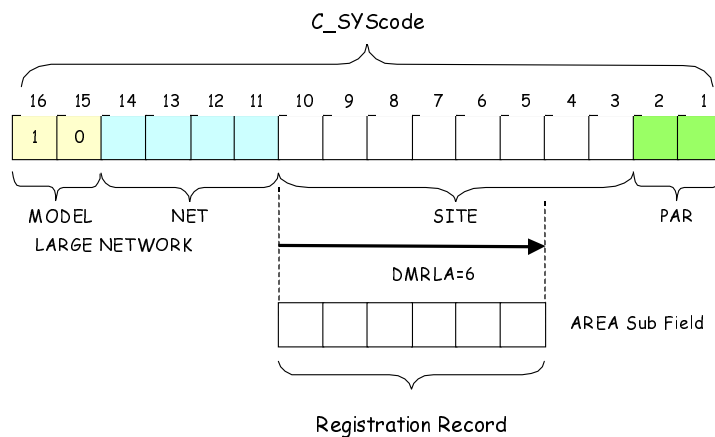 C_SYScode
16 15 14 13 12 11 10 9 8 7 6 5 4 3 2 1
1 0
MODEL NET SITE PAR
LARGE NETWORK
DMRLA=6
AREA Sub Field
Registration Record